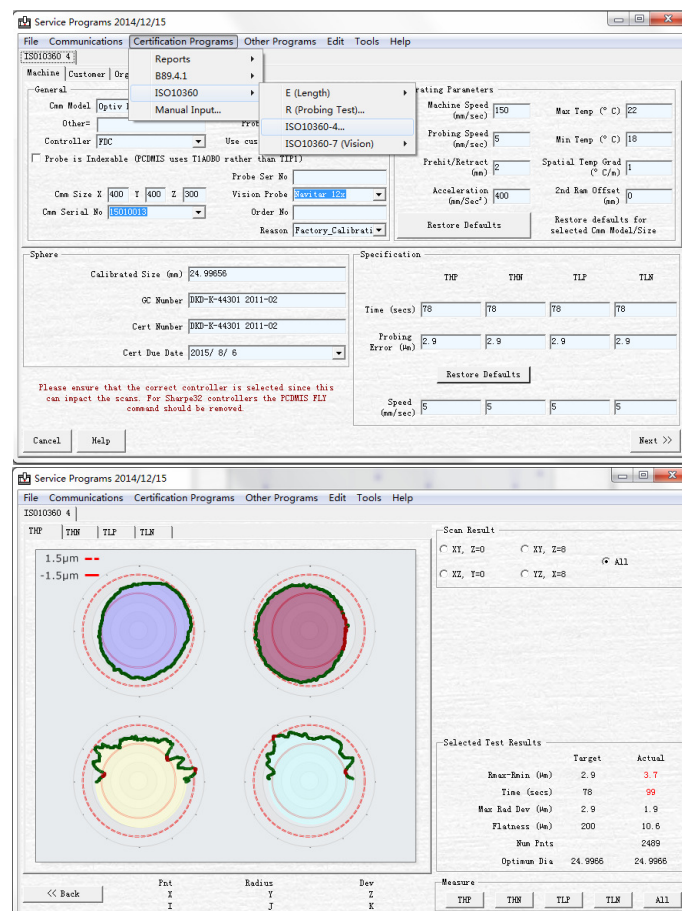 Service Programs 2014/12/15
File Communications Certification Programs Other Programs Edit Tools Help
ISO10360 4
Machine Customer Org
Reports
B89.4.1
ISO10360
Manual Input...
E (Length)
R (Probing Test)...
ISO10360-4...
ISO10360-7 (Vision)
General
rating Parameters
Cmm Model Optiv
Machine Speed (mm/sec) 150 Max Temp (° C) 22
Other=
Controller FDC Use cus
Probing Speed (mm/sec) 5 Min Temp (° C) 18
Probe is Indexable (PCDMIS uses T1A0B0 rather than TIP1)
Prehit/Retract (mm) 2 Spatial Temp Grad (° C/m) 1
Probe Ser No
Cmm Size X 400 Y 400 Z 300 Vision Probe Navitar 12x
Acceleration (mm/Sec²) 400 2nd Ram Offset (mm) 0
Cmm Serial No 15010013 Order No
Reason Factory_Calibrati
Restore Defaults Restore defaults for selected Cmm Model/Size
Sphere
Calibrated Size (mm) 24.99656
GC Number DKD-K-44301 2011-02
Cert Number DKD-K-44301 2011-02
Cert Due Date 2015/ 8/ 6
Please ensure that the correct controller is selected since this
can impact the scans. For Sharpe32 controllers the PCDMIS FLY
command should be removed
Specification
THP THN TLP TLN
Time (secs) 78 78 78 78
Probing Error (µm) 2.9 2.9 2.9 2.9
Restore Defaults
Speed (mm/sec) 5 5 5 5
Cancel Help Next >>
Service Programs 2014/12/15
File Communications Certification Programs Other Programs Edit Tools Help
ISO10360 4
THP THN TLP TLN
1.5µm
-1.5µm
Scan Result
XY, Z=0 XY, Z=8
All
XZ, Y=0 YZ, X=8
Selected Test Results
Target Actual
Rmax-Rmin (µm) 2.9 3.7
Time (secs) 78 99
Max Rad Dev (µm) 2.9 1.9
Flatness (µm) 200 10.6
Num Pnts 2489
Optimum Dia 24.9966 24.9966
<< Back
Pnt Radius Dev
X Y Z
I J K
Measure
THP THN TLP TLN All